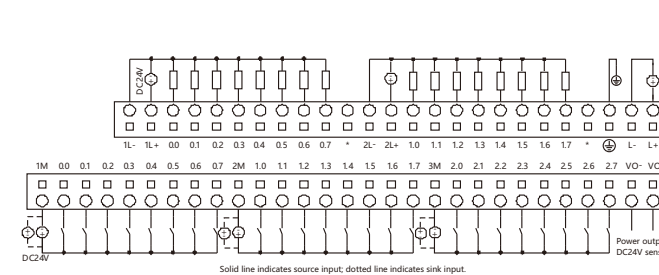 DC24V
1L- 1L+ 0.0 0.1 0.2 0.3 0.4 0.5 0.6 0.7 * 2L- 2L+ 1.0 1.1 1.2 1.3 1.4 1.5 1.6 1.7 * L- L+
1M 0.0 0.1 0.2 0.3 0.4 0.5 0.6 0.7 2M 1.0 1.1 1.2 1.3 1.4 1.5 1.6 1.7 3M 2.0 2.1 2.2 2.3 2.4 2.5 2.6 2.7 VO-
DC24V
Power
DC24V
Solid line indicates source input; dotted line indicates sink input.